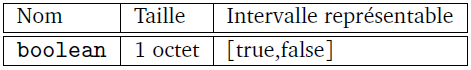 Nom Taille Intervalle représentable
boolean 1 octet [true,false]